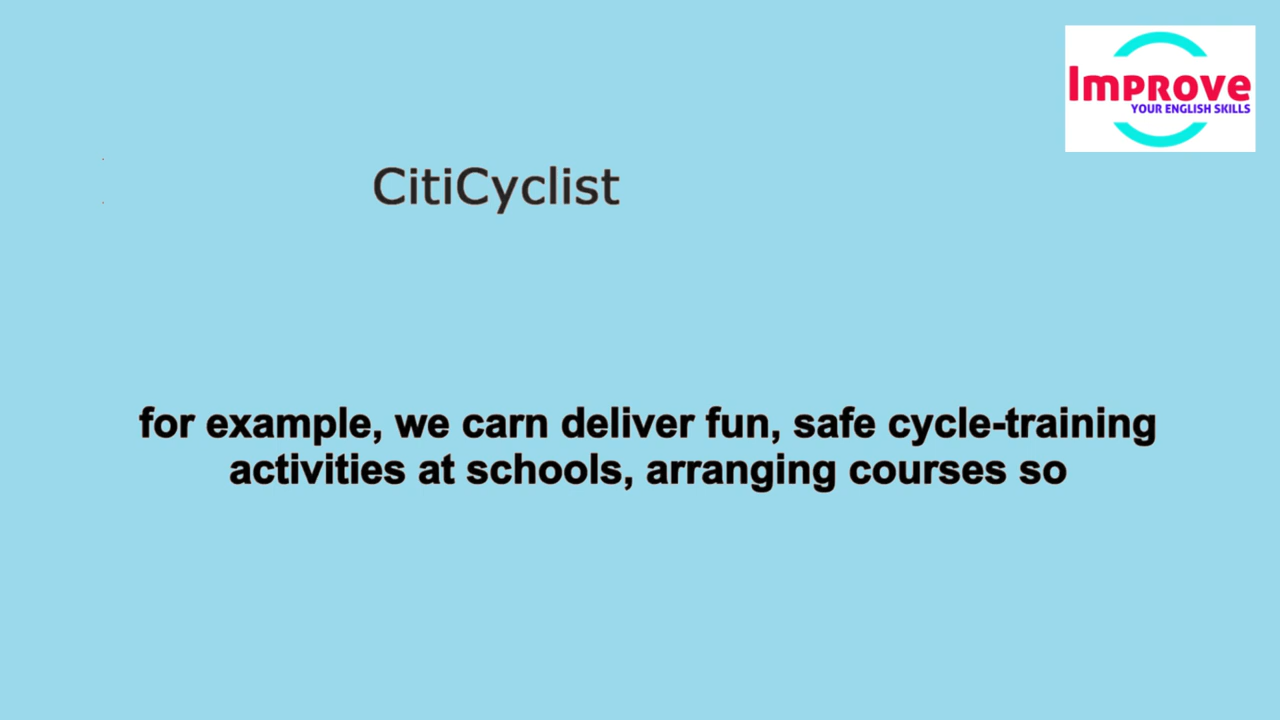 Improve
YOUR ENGLISH SKILLS
CitiCyclist
for example, we carn deliver fun, safe cycle-training
activities at schools, arranging courses so